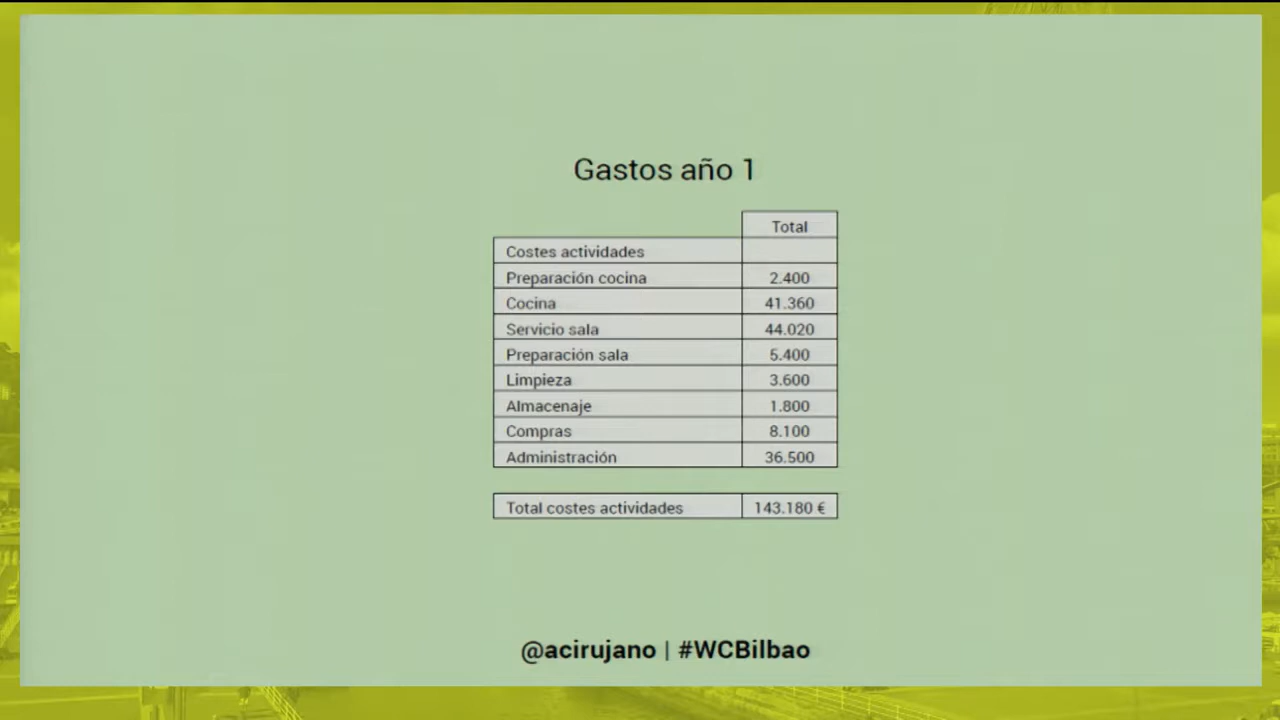 Gastos año 1
Total
Costes actividades
Preparación cocina 2.400
Cocina 41.360
Servicio sala 44.020
Preparación sala 5.400
Limpieza 3.600
Almacenaje 1.800
Compras 8.100
Administración 36.500
Total costes actividades 143.180 €
@acirujano | #WCBilbao